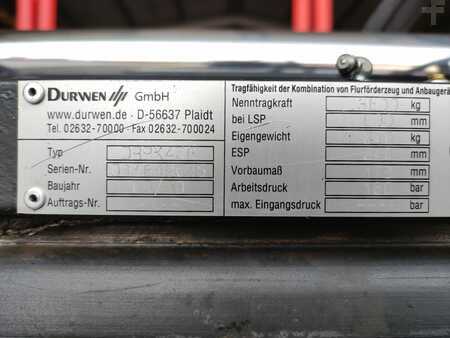 DURWEN GmbH
www.durwen.de - D-56637 Plaidt
Tel. 02632-70000 - Fax 02632-700024
Typ
Serien-Nr.
Baujahr
Auftrags-Nr.
Tragfähigkeit der Kombination von Flurförderzeug und Anbaugerä
Nenntragkraft kg
bei LSP mm
Eigengewicht kg
ESP mm
Vorbaumaß mm
Arbeitsdruck bar
max. Eingangsdruck bar